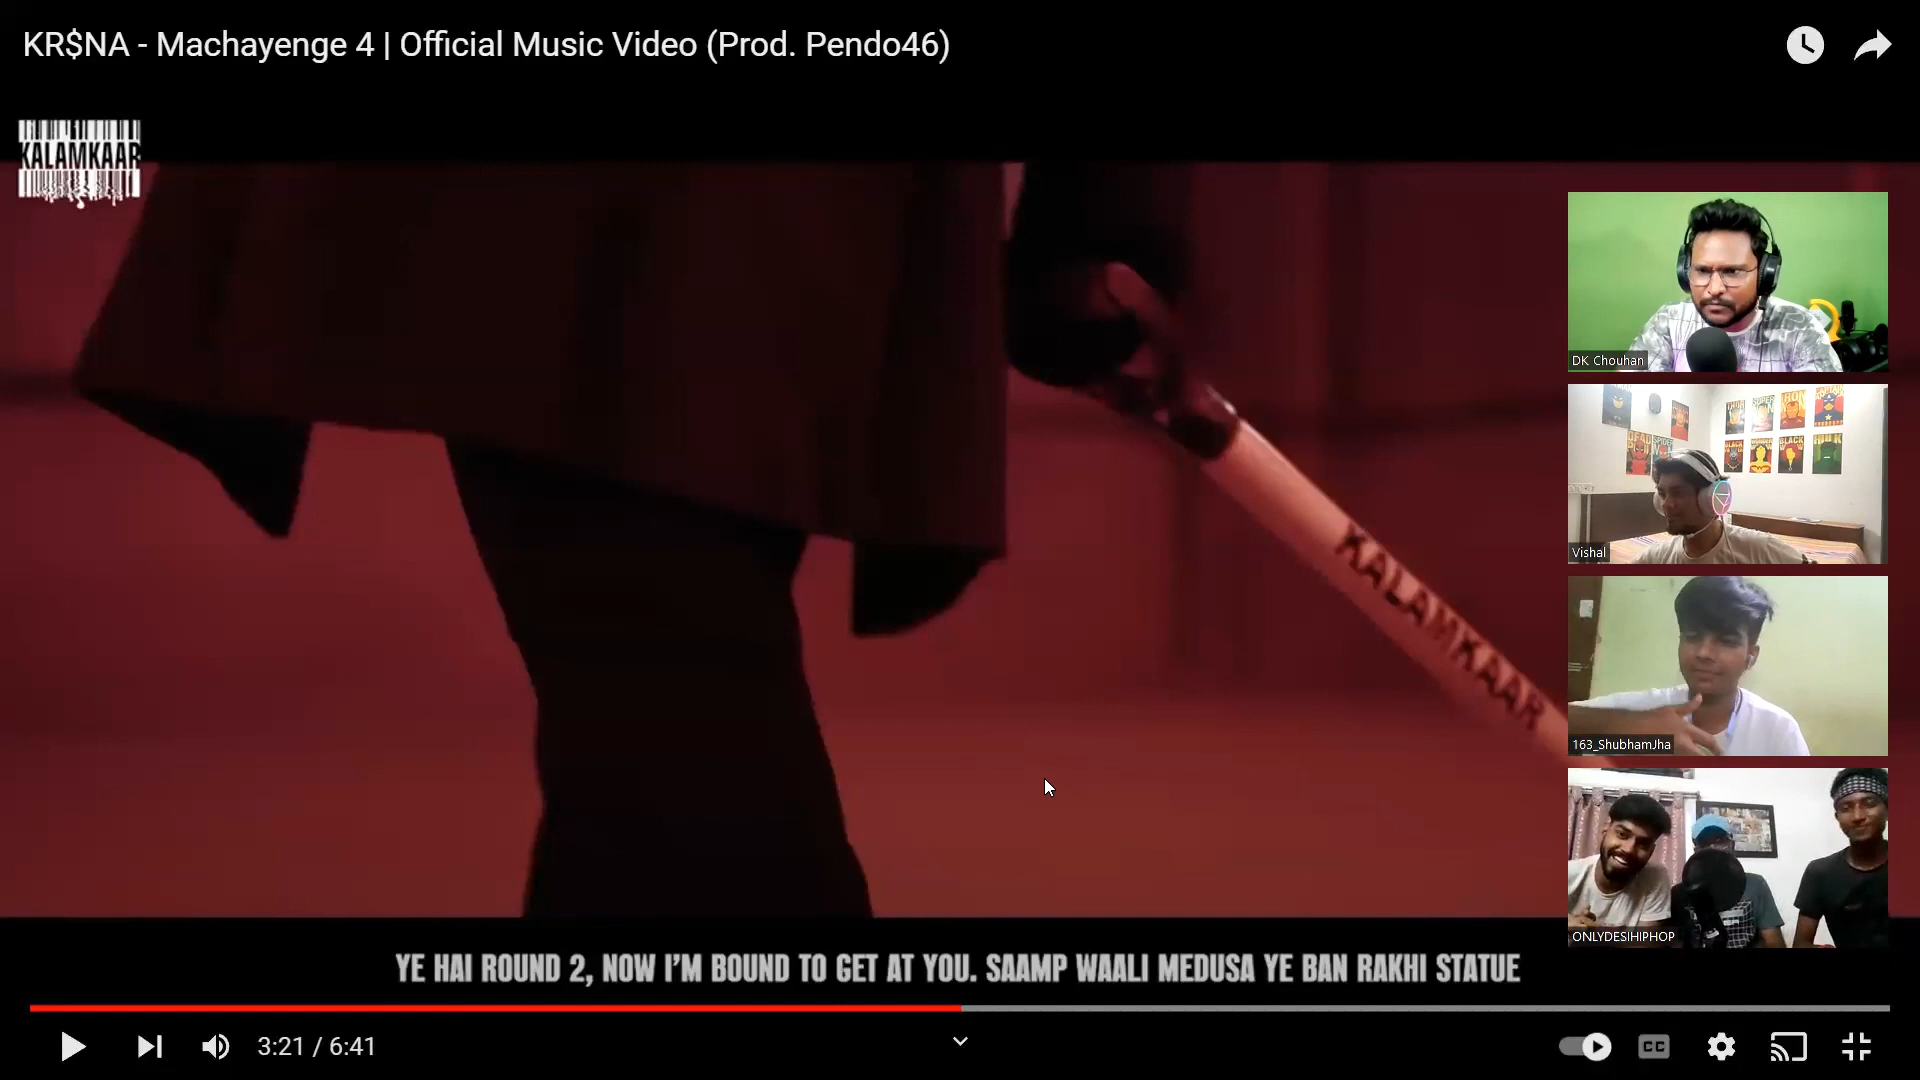 KR$NA - Machayenge 4 | Official Music Video (Prod. Pendo46)
KALAMKAAR
DK Chouhan
Vishal
KALAMKAAR
163_ShubhamJha
ONLYDESIHIPHOP
YE HAI ROUND 2, NOW I'M BOUND TO GET AT YOU. SAAMP WAALI MEDUSA YE BAN RAKHI STATUE
3:21 / 6:41
CC